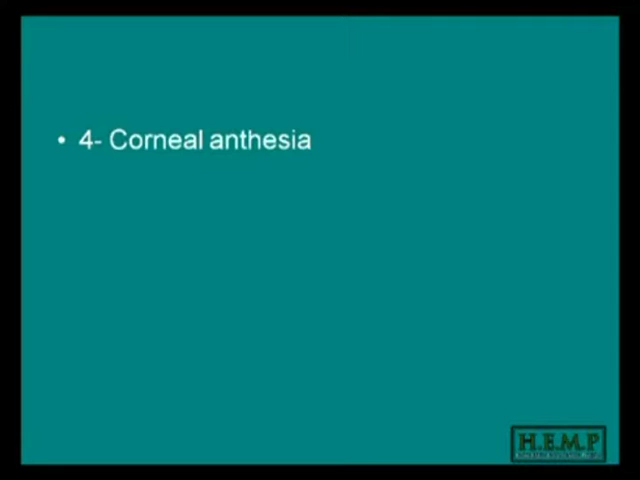 • 4- Corneal anthesia
H.E.M.P